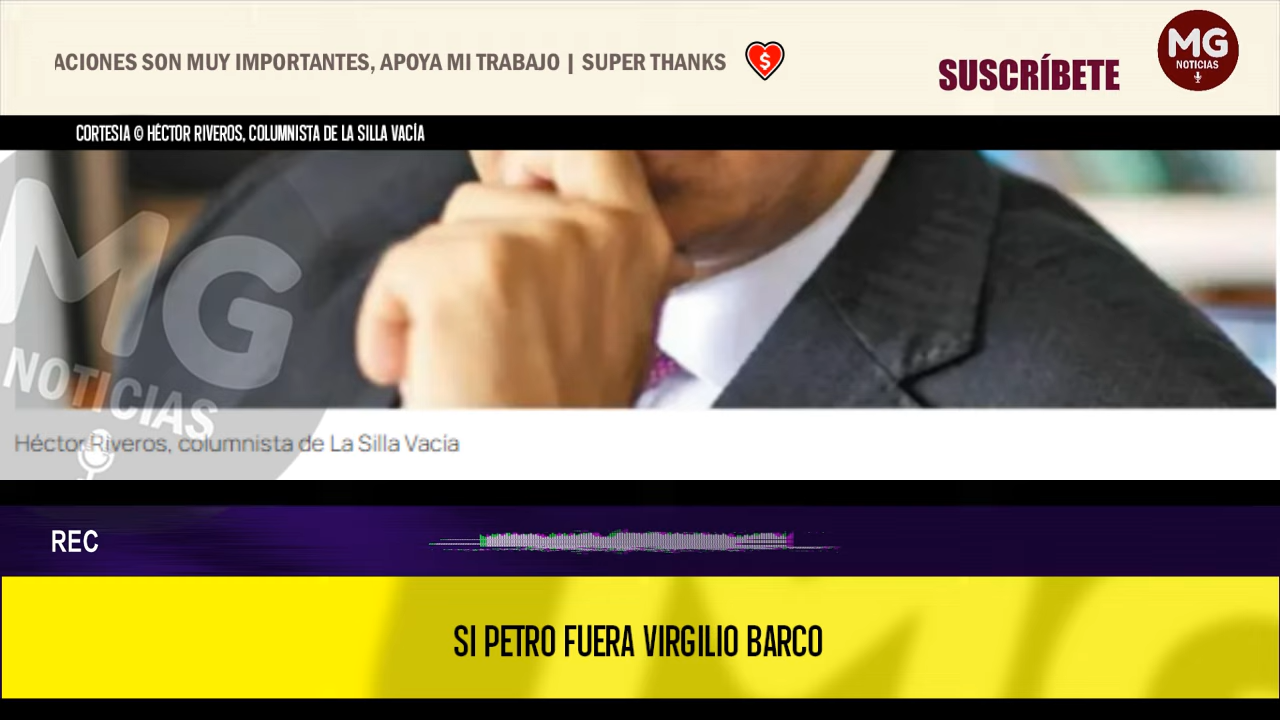 ACIONES SON MUY IMPORTANTES, APOYA MI TRABAJO | SUPER THANKS
$
SUSCRÍBETE
MG
NOTICIAS
CORTESIA © HÉCTOR RIVEROS, COLUMNISTA DE LA SILLA VACÍA
MG
NOTICIAS
Héctor Riveros, columnista de La Silla Vacía
REC
SI PETRO FUERA VIRGILIO BARCO